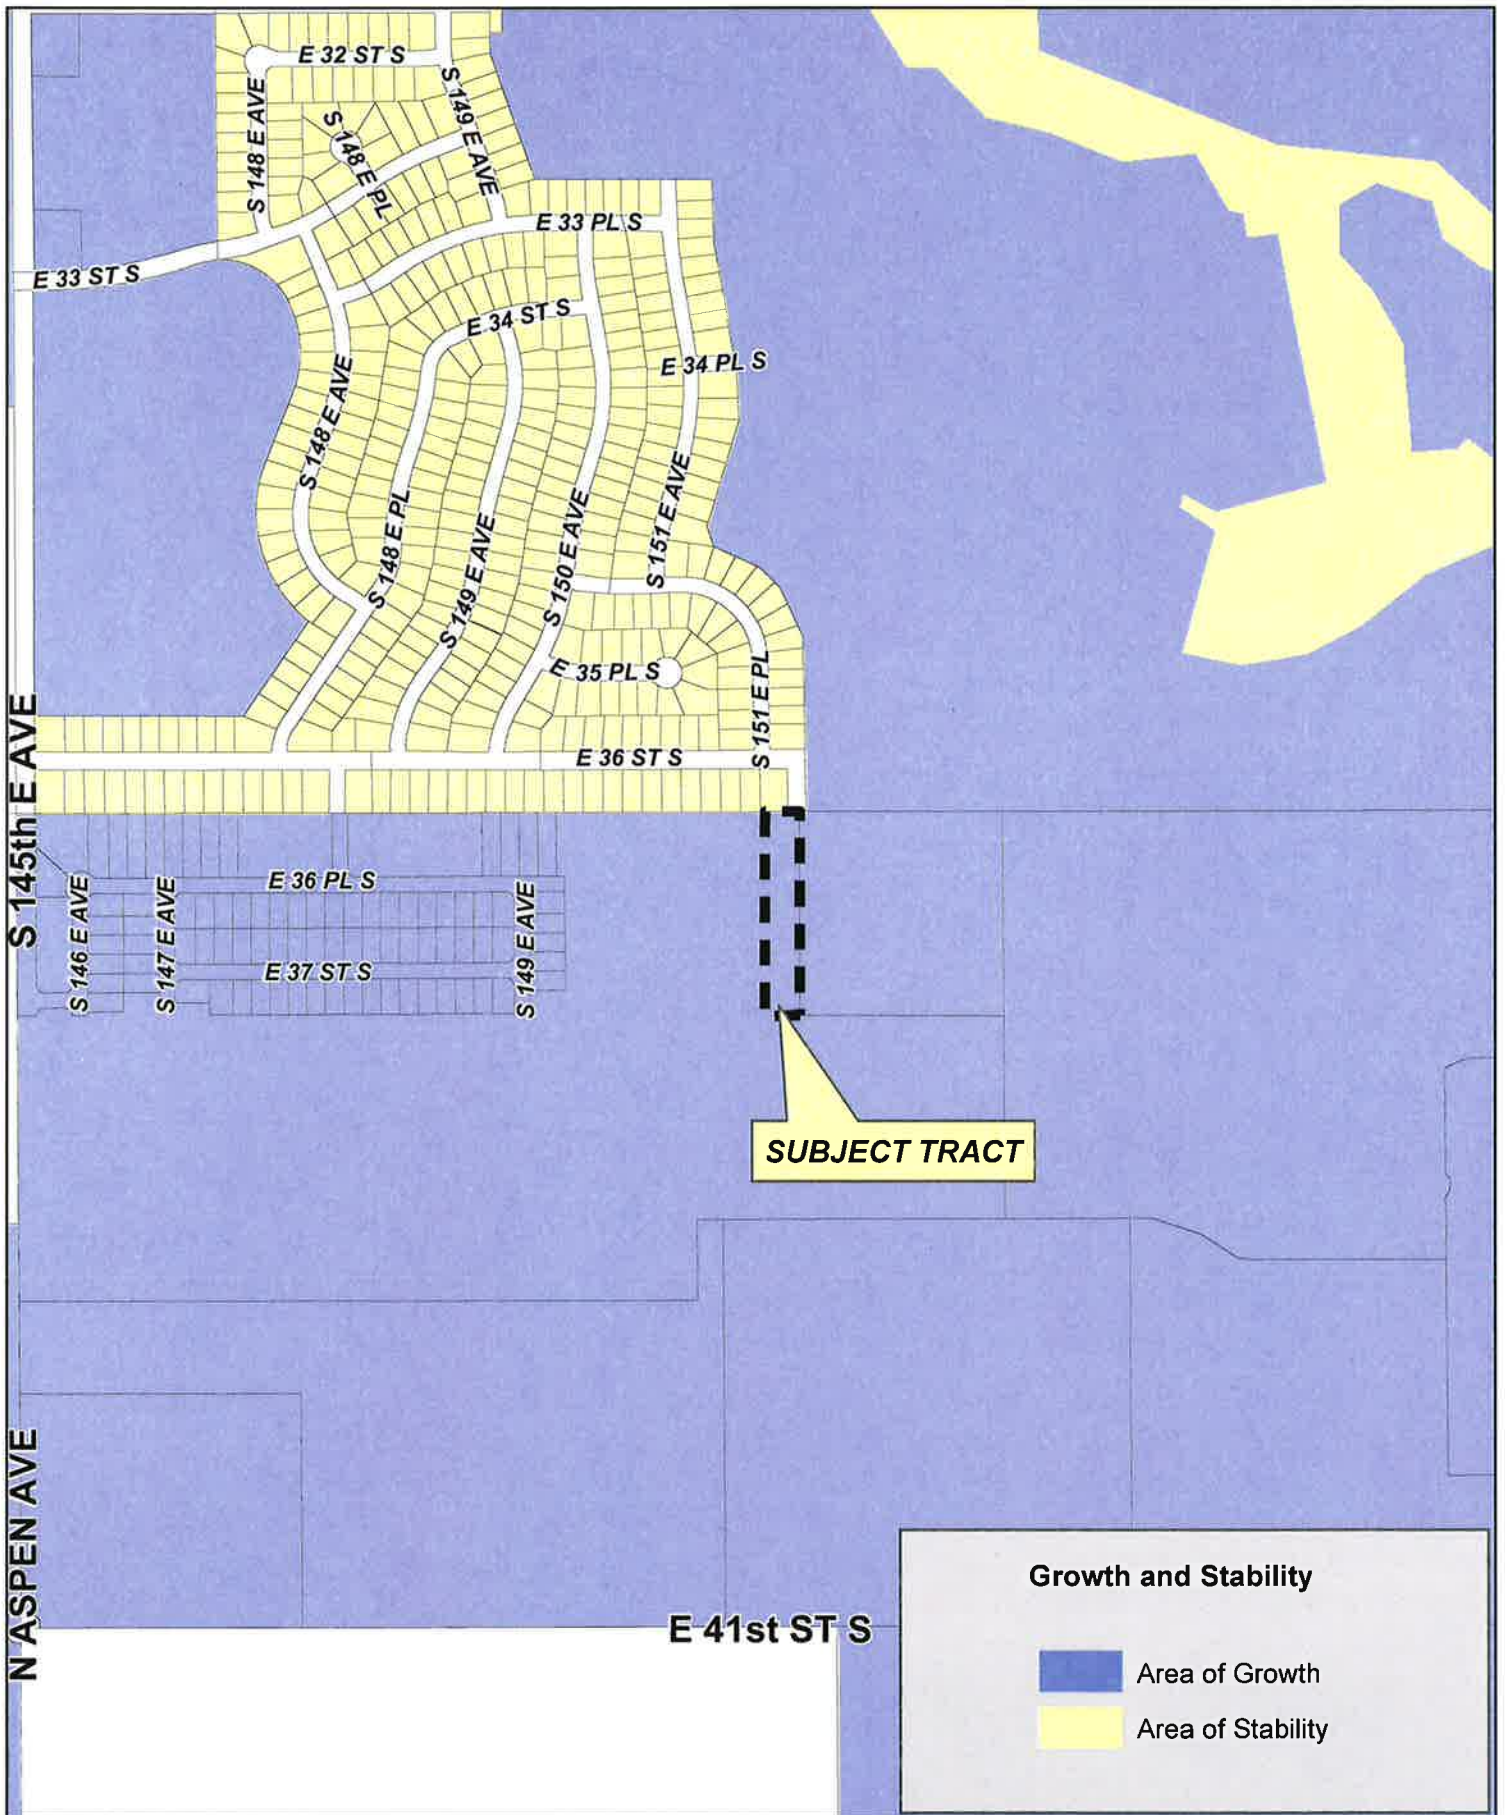 E 32 ST S
S 149 E AVE
S 148 E AVE
S 148 E PL
E 33 PL S
E 33 ST S
E 34 ST S
E 34 PL S
S 148 E AVE
S 148 E PL
S 149 E AVE
S 150 E AVE
S 151 E AVE
E 35 PL S
S 151 E PL
E 36 ST S
S 145th E AVE
E 36 PL S
S 146 E AVE
S 147 E AVE
S 149 E AVE
E 37 ST S
SUBJECT TRACT
N ASPEN AVE
E 41st ST S
Growth and Stability
Area of Growth
Area of Stability